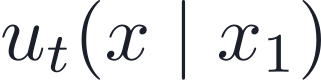 u_t(x | x_1)